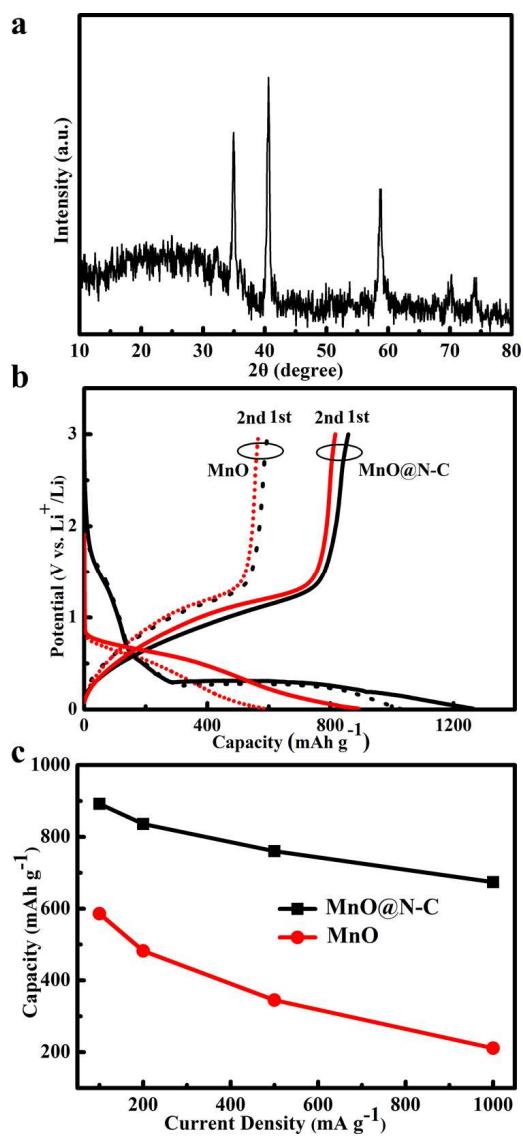 a
Intensity (a.u.)
10 20 30 40 50 60 70 80
2θ (degree)
b
2nd 1st 2nd 1st
MnO MnO@N-C
Potential (V vs. Li⁺/Li)
3
2
1
0
0 400 800 1200
Capacity (mAh g⁻¹)
c
Capacity (mAh g⁻¹)
1000
800
600
400
200
MnO@N-C
MnO
200 400 600 800 1000
Current Density (mA g⁻¹)